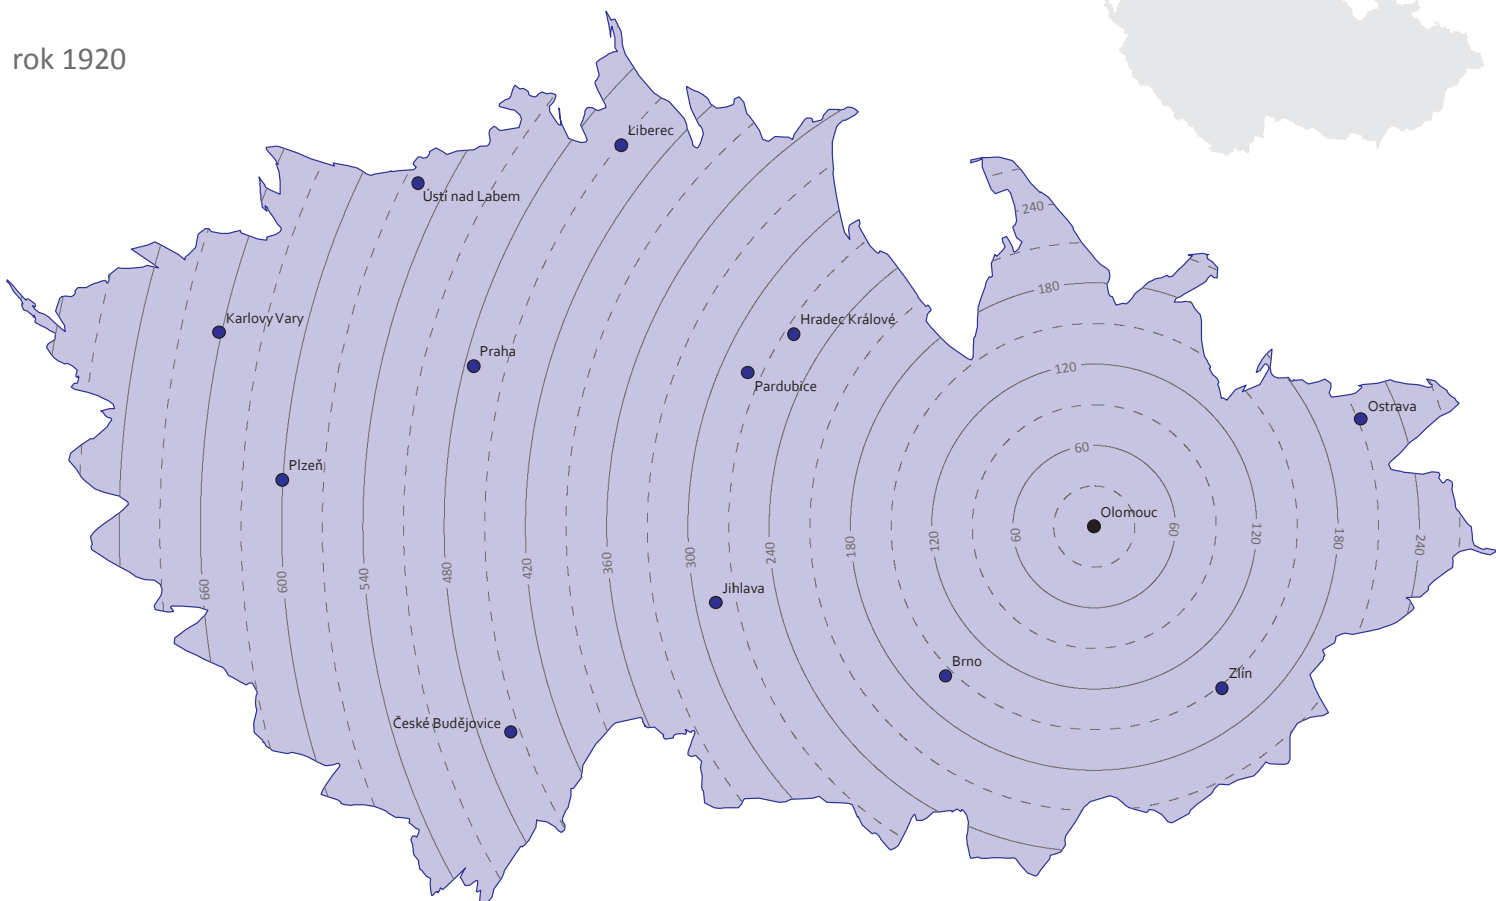 rok 1920
Liberec
Ústí nad Labem
240
180
Karlovy Vary
Hradec Králové
Praha
120
Pardubice
Ostrava
60
Plzeň
Olomouc
660
600
540
480
420
360
300
240
180
120
60
60
120
180
240
Jihlava
Brno
Zlín
České Budějovice